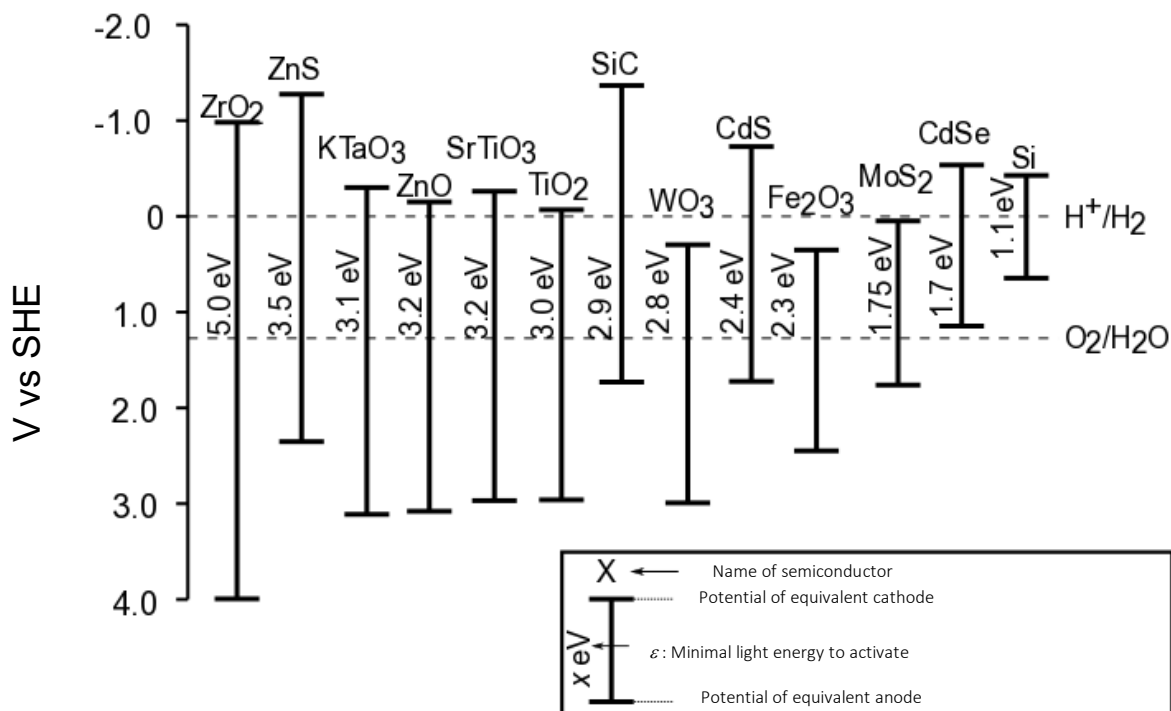 -2.0
-1.0
0
1.0
2.0
3.0
4.0
V vs SHE
ZrO2
5.0 eV
ZnS
3.5 eV
KTaO3
3.1 eV
ZnO
3.2 eV
SrTiO3
3.2 eV
TiO2
3.0 eV
SiC
2.9 eV
WO3
2.8 eV
CdS
2.4 eV
Fe2O3
2.3 eV
MoS2
1.75 eV
CdSe
1.7 eV
Si
1.1 eV
H+/H2
O2/H2O
X
Name of semiconductor
Potential of equivalent cathode
x eV
ε : Minimal light energy to activate
Potential of equivalent anode